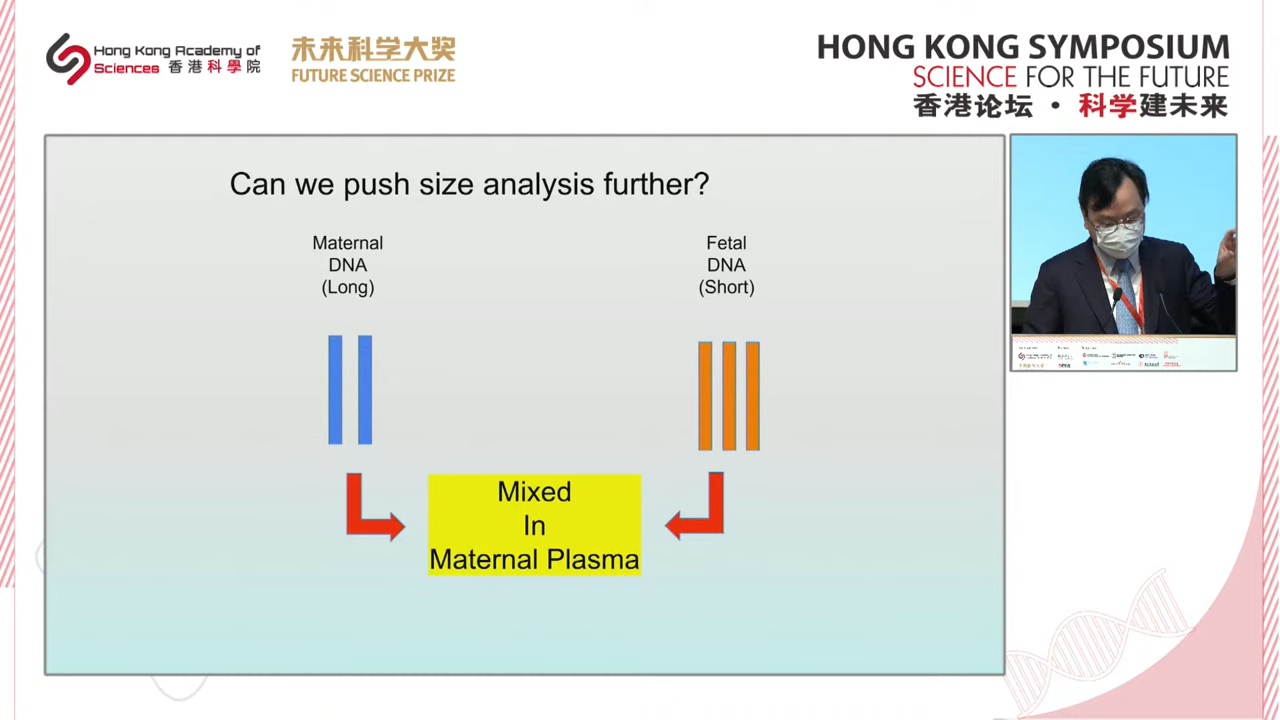 Hong Kong Academy of
Sciences 香港科學院
未来科学大奖
FUTURE SCIENCE PRIZE
HONG KONG SYMPOSIUM
SCIENCE FOR THE FUTURE
香港论坛 · 科学建未来
Can we push size analysis further?
Maternal
DNA
(Long)
Fetal
DNA
(Short)
Mixed
In
Maternal Plasma